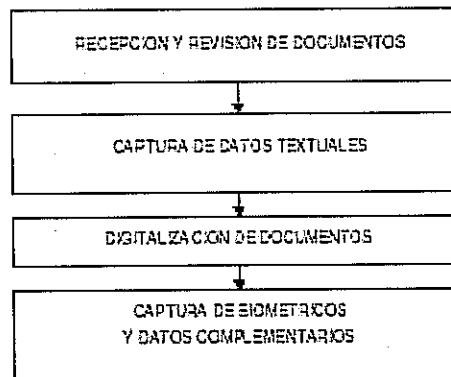 RECEPCION Y REVISION DE DOCUMENTOS
CAPTURA DE DATOS TEXTUALES
DIGITALIZACION DE DOCUMENTOS
CAPTURA DE BIOMETRICOS
Y DATOS COMPLEMENTARIOS